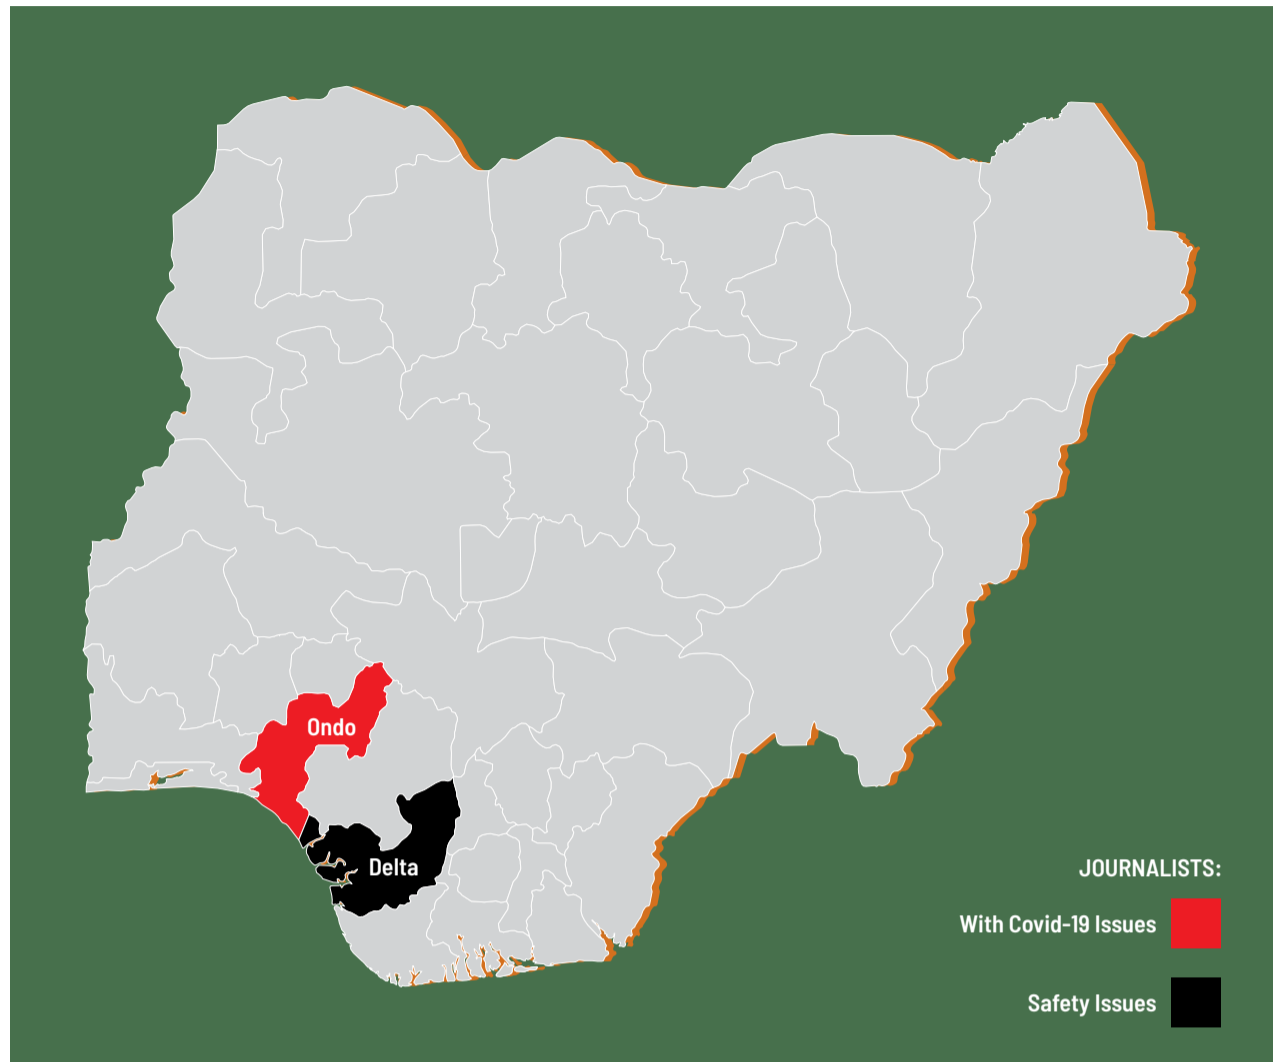 Ondo
Delta
JOURNALISTS:
With Covid-19 Issues
Safety Issues